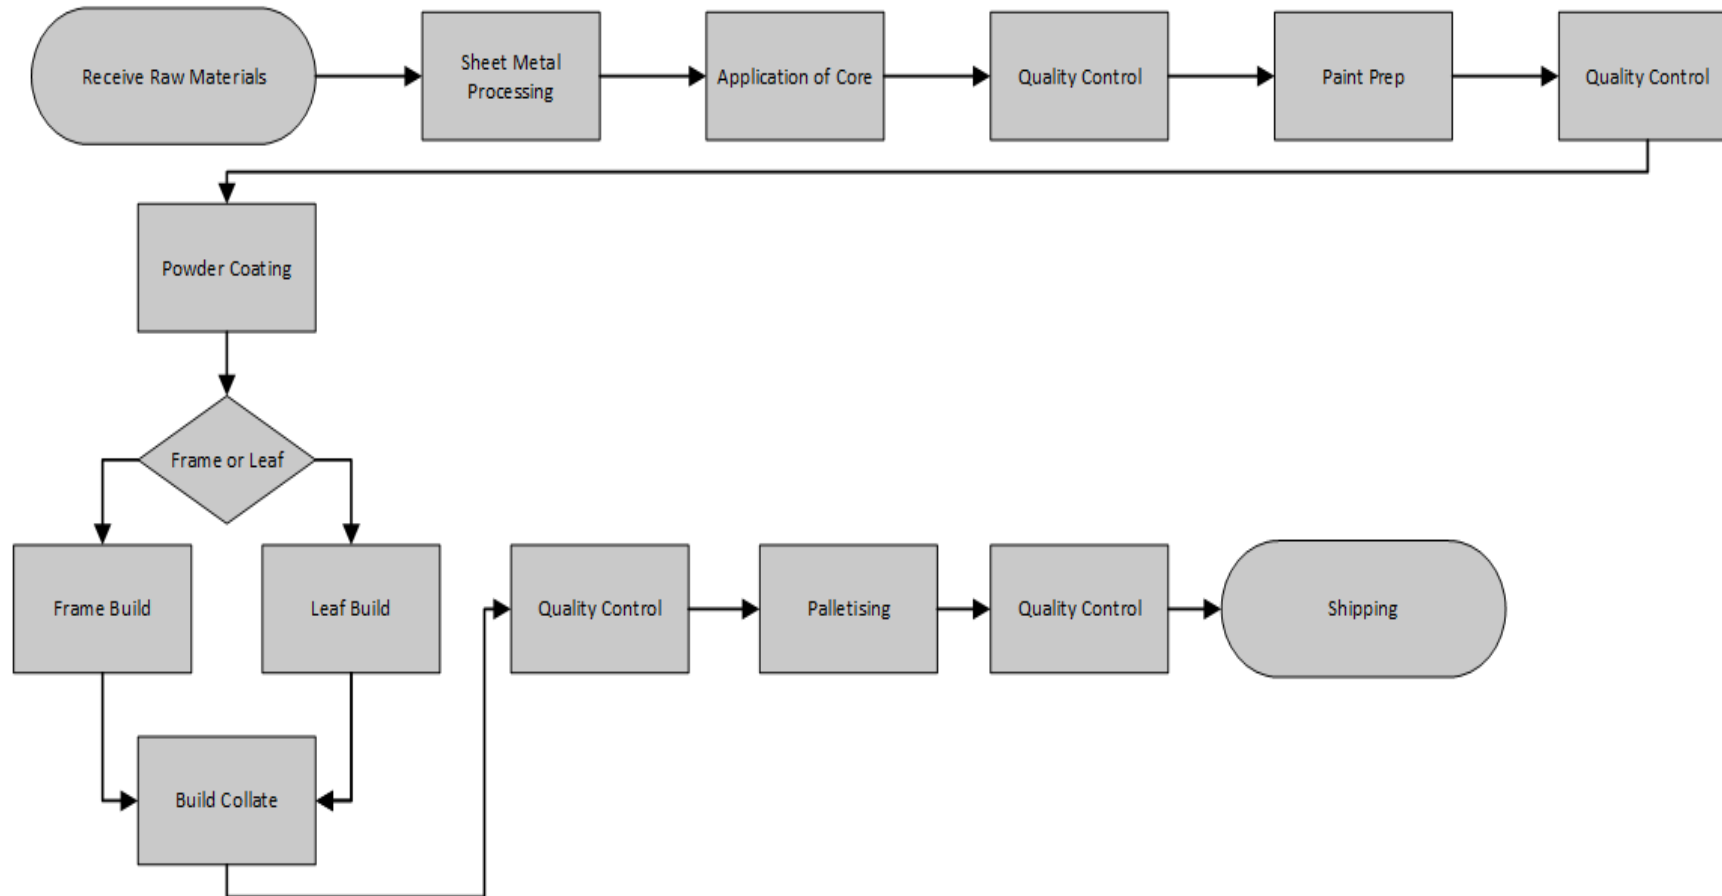 Receive Raw Materials
Sheet Metal
Processing
Application of Core
Quality Control
Paint Prep
Quality Control
Powder Coating
Frame or Leaf
Frame Build
Leaf Build
Quality Control
Palletising
Quality Control
Shipping
Build Collate